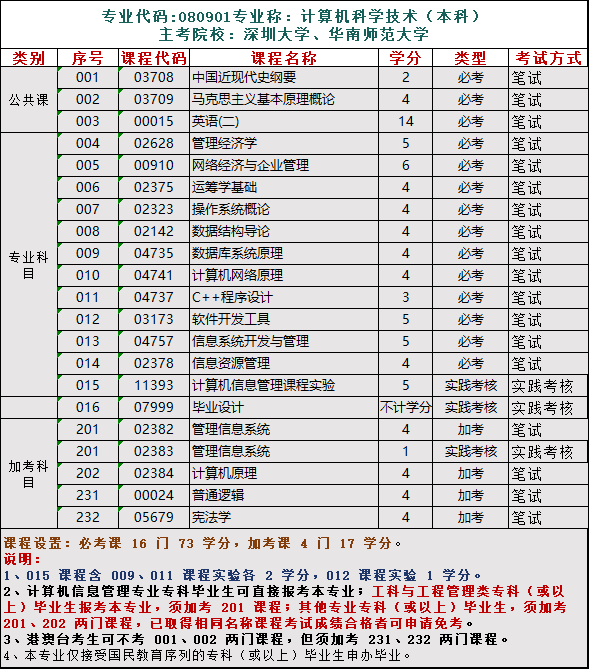 专业代码:080901专业称：计算机科学技术（本科）
主考院校：深圳大学、华南师范大学
类别 序号 课程代码 课程名称 学分 类型 考试方式
公共课
001 03708 中国近现代史纲要 2 必考 笔试
002 03709 马克思主义基本原理概论 4 必考 笔试
003 00015 英语(二) 14 必考 笔试
专业科目
004 02628 管理经济学 5 必考 笔试
005 00910 网络经济与企业管理 6 必考 笔试
006 02375 运筹学基础 4 必考 笔试
007 02323 操作系统概论 4 必考 笔试
008 02142 数据结构导论 4 必考 笔试
009 04735 数据库系统原理 4 必考 笔试
010 04741 计算机网络原理 4 必考 笔试
011 04737 C++程序设计 3 必考 笔试
012 03173 软件开发工具 5 必考 笔试
013 04757 信息系统开发与管理 5 必考 笔试
014 02378 信息资源管理 4 必考 笔试
015 11393 计算机信息管理课程实验 5 实践考核 实践考核
016 07999 毕业设计 不计学分 实践考核 实践考核
加考科目
201 02382 管理信息系统 4 加考 笔试
201 02383 管理信息系统 1 实践考核 实践考核
202 02384 计算机原理 4 加考 笔试
231 00024 普通逻辑 4 加考 笔试
232 05679 宪法学 4 加考 笔试
课程设置：必考课 16 门 73 学分，加考课 4 门 17 学分。
说明：
1、015 课程含 009、011 课程实验各 2 学分，012 课程实验 1 学分。
2、计算机信息管理专业专科毕业生可直接报考本专业；工科与工程管理类专科（或以
上）毕业生报考本专业，须加考 201 课程；其他专业专科（或以上）毕业生，须加考
201、202 两门课程，已取得相同名称课程考试成绩合格者可申请免考。
3、港澳台考生可不考 001、002 两门课程，但须加考 231、232 两门课程。
4、本专业仅接受国民教育序列的专科（或以上）毕业生申办毕业。